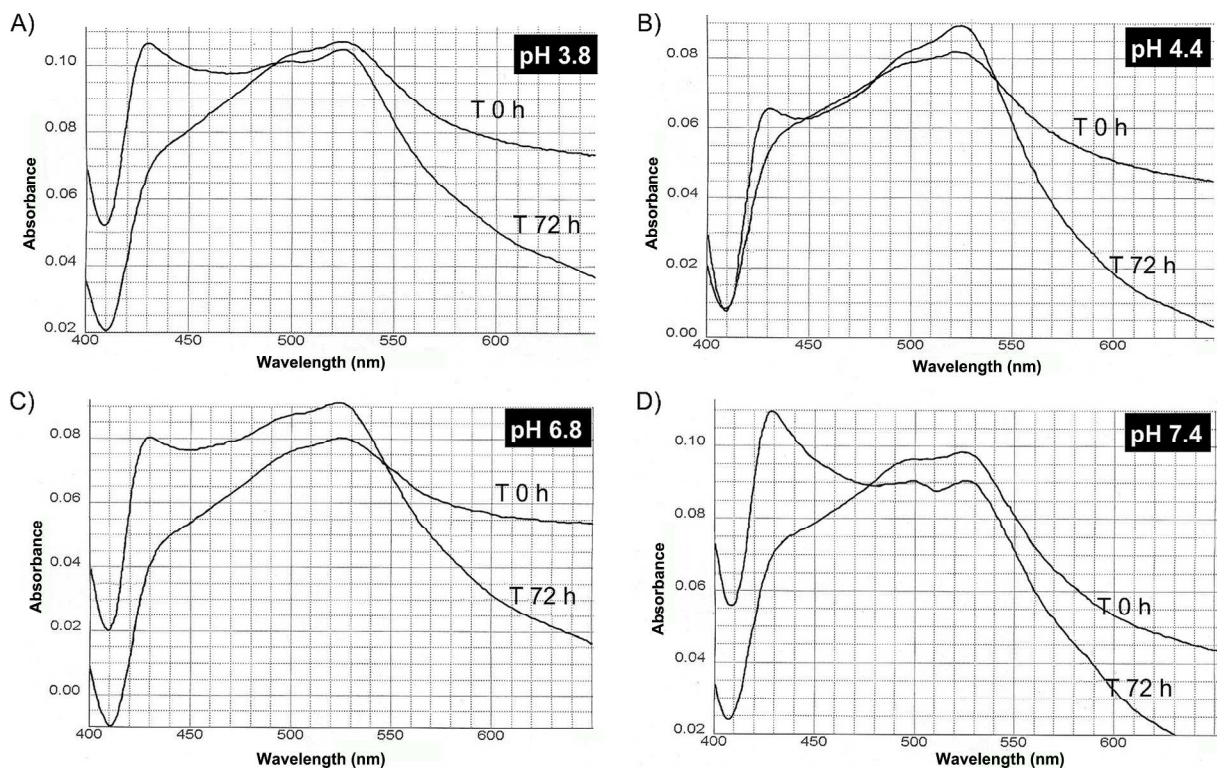 A)
pH 3.8
0.10
0.08
0.06
0.04
0.02
T 0 h
T 72 h
400 450 500 550 600
Absorbance
Wavelength (nm)
B)
pH 4.4
0.08
0.06
0.04
0.02
0.00
T 0 h
T 72 h
400 450 500 550 600
Absorbance
Wavelength (nm)
C)
pH 6.8
0.08
0.06
0.04
0.02
0.00
T 0 h
T 72 h
400 450 500 550 600
Absorbance
Wavelength (nm)
D)
pH 7.4
0.10
0.08
0.06
0.04
0.02
T 0 h
T 72 h
400 450 500 550 600
Absorbance
Wavelength (nm)